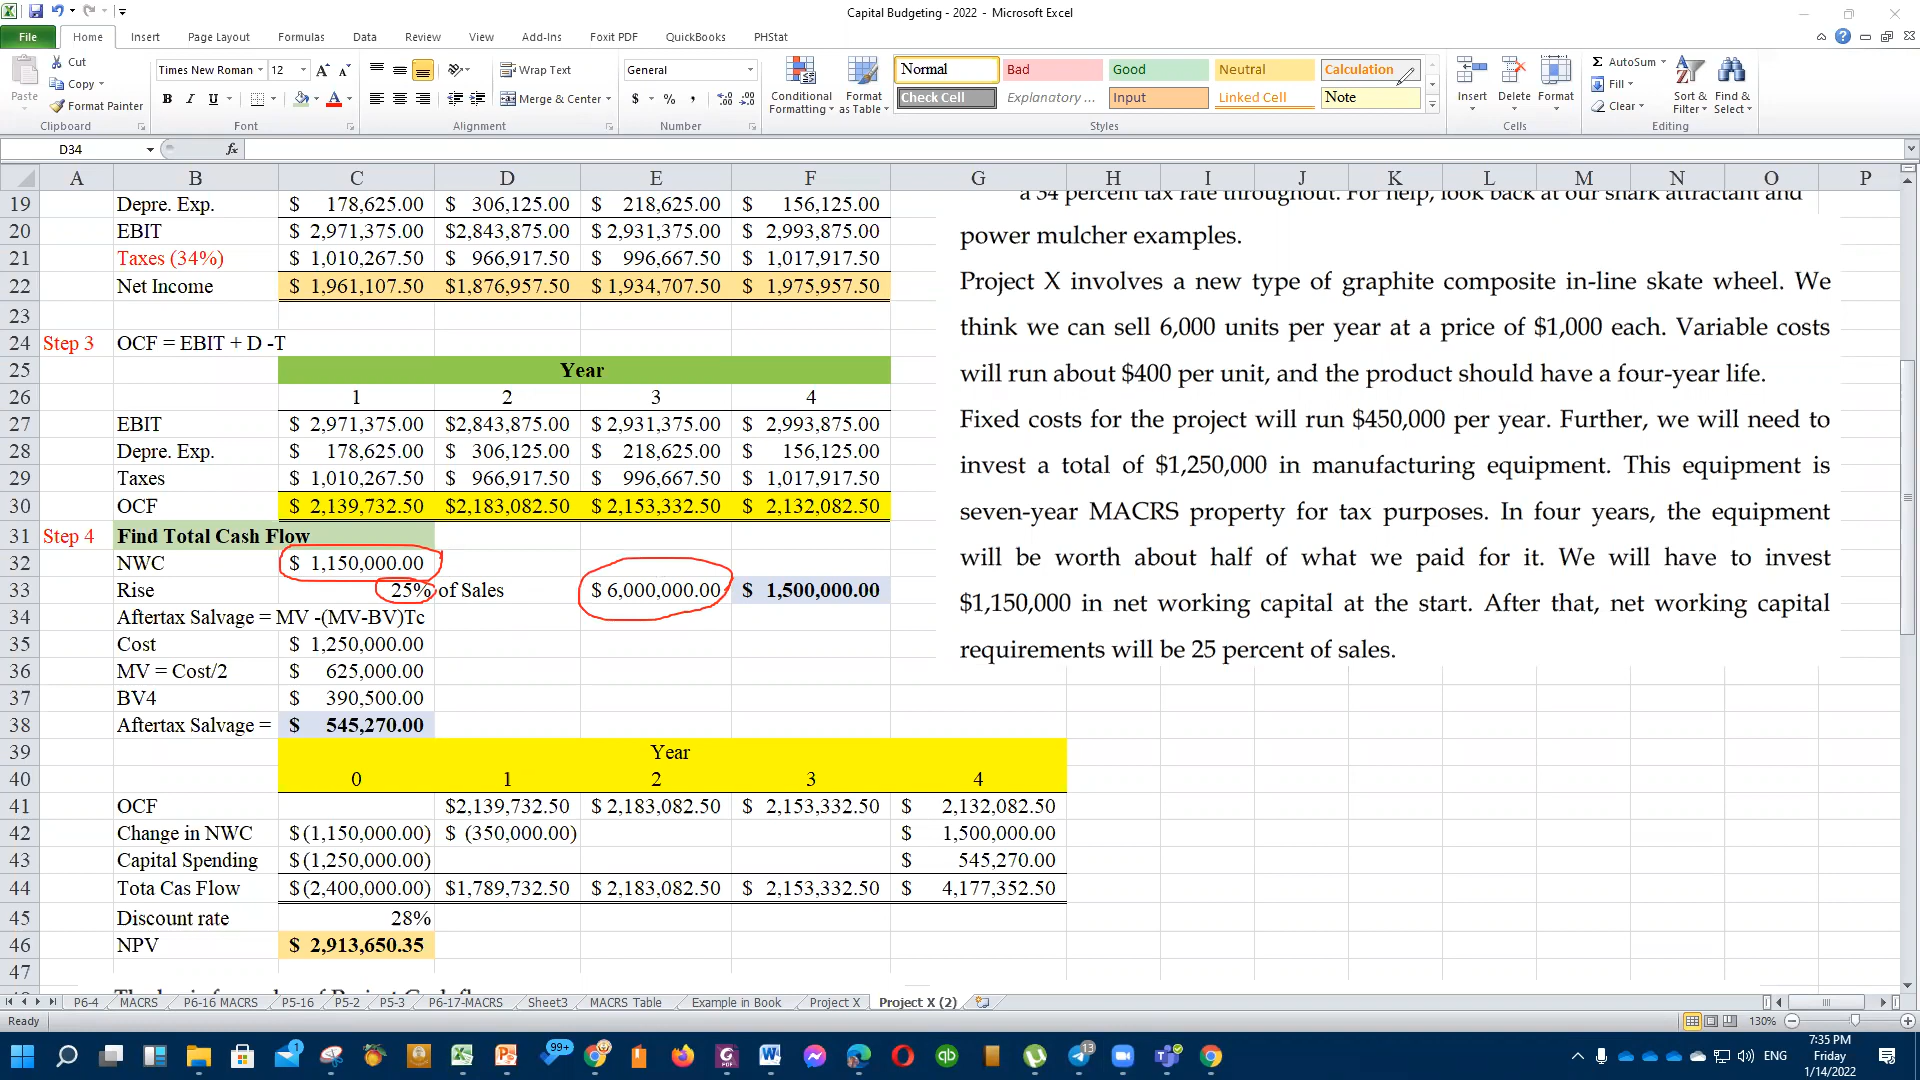 Capital Budgeting - 2022 - Microsoft Excel
File Home Insert Page Layout Formulas Data Review View Add-Ins Foxit PDF QuickBooks PHStat
Paste
Cut
Copy
Format Painter
Clipboard
Times New Roman 12
B I U
Font
Wrap Text
Merge & Center
Alignment
General
$ % ,
Number
Conditional Formatting
Format as Table
Normal Bad Good Neutral Calculation
Check Cell Explanatory ... Input Linked Cell Note
Styles
Insert Delete Format
Cells
Σ AutoSum
Fill
Clear
Sort & Filter
Find & Select
Editing
D34 fx
A B C D E F G H I J K L M N O P
19 Depre. Exp. $ 178,625.00 $ 306,125.00 $ 218,625.00 $ 156,125.00
20 EBIT $ 2,971,375.00 $2,843,875.00 $ 2,931,375.00 $ 2,993,875.00
21 Taxes (34%) $ 1,010,267.50 $ 966,917.50 $ 996,667.50 $ 1,017,917.50
22 Net Income $ 1,961,107.50 $1,876,957.50 $ 1,934,707.50 $ 1,975,957.50
23
24 Step 3 OCF = EBIT + D -T
25 Year
26 1 2 3 4
27 EBIT $ 2,971,375.00 $2,843,875.00 $ 2,931,375.00 $ 2,993,875.00
28 Depre. Exp. $ 178,625.00 $ 306,125.00 $ 218,625.00 $ 156,125.00
29 Taxes $ 1,010,267.50 $ 966,917.50 $ 996,667.50 $ 1,017,917.50
30 OCF $ 2,139,732.50 $2,183,082.50 $ 2,153,332.50 $ 2,132,082.50
31 Step 4 Find Total Cash Flow
32 NWC $ 1,150,000.00
33 Rise 25% of Sales $ 6,000,000.00 $ 1,500,000.00
34 Aftertax Salvage = MV -(MV-BV)Tc
35 Cost $ 1,250,000.00
36 MV = Cost/2 $ 625,000.00
37 BV4 $ 390,500.00
38 Aftertax Salvage = $ 545,270.00
39 Year
40 0 1 2 3 4
41 OCF $2,139,732.50 $ 2,183,082.50 $ 2,153,332.50 $ 2,132,082.50
42 Change in NWC $ (1,150,000.00) $ (350,000.00) $ 1,500,000.00
43 Capital Spending $ (1,250,000.00) $ 545,270.00
44 Tota Cas Flow $ (2,400,000.00) $1,789,732.50 $ 2,183,082.50 $ 2,153,332.50 $ 4,177,352.50
45 Discount rate 28%
46 NPV $ 2,913,650.35
47
a 34 percent tax rate throughout. For help, look back at our shark attractant and
power mulcher examples.
Project X involves a new type of graphite composite in-line skate wheel. We
think we can sell 6,000 units per year at a price of $1,000 each. Variable costs
will run about $400 per unit, and the product should have a four-year life.
Fixed costs for the project will run $450,000 per year. Further, we will need to
invest a total of $1,250,000 in manufacturing equipment. This equipment is
seven-year MACRS property for tax purposes. In four years, the equipment
will be worth about half of what we paid for it. We will have to invest
$1,150,000 in net working capital at the start. After that, net working capital
requirements will be 25 percent of sales.
P6-4 MACRS P6-16 MACRS P5-16 P5-2 P5-3 P6-17-MACRS Sheet3 MACRS Table Example in Book Project X Project X (2)
Ready 130%
1 99+ 13 ENG
7:35 PM
Friday
1/14/2022